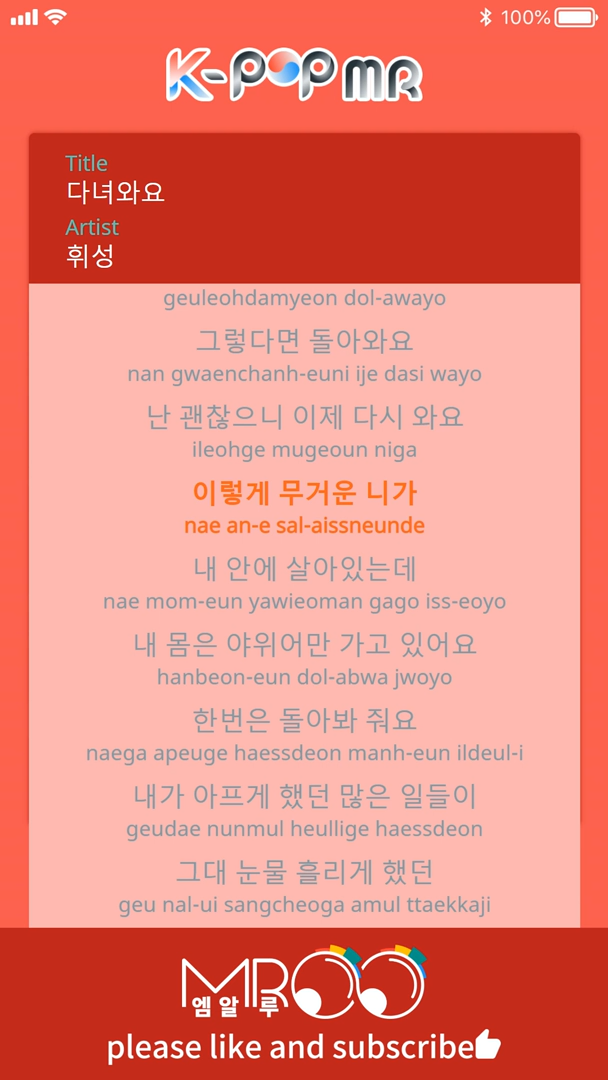 100%
K-POP MR
Title
다녀와요
Artist
휘성
geuleohdamyeon dol-awayo
그렇다면 돌아와요
nan gwaenchanh-euni ije dasi wayo
난 괜찮으니 이제 다시 와요
ileohge mugeoun niga
이렇게 무거운 니가
nae an-e sal-aissneunde
내 안에 살아있는데
nae mom-eun yawieoman gago iss-eoyo
내 몸은 야위어만 가고 있어요
hanbeon-eun dol-abwa jwoyo
한번은 돌아봐 줘요
naega apeuge haessdeon manh-eun ildeul-i
내가 아프게 했던 많은 일들이
geudae nunmul heullige haessdeon
그대 눈물 흘리게 했던
geu nal-ui sangcheoga amul ttaekkaji
MR
엠 알 루
please like and subscribe